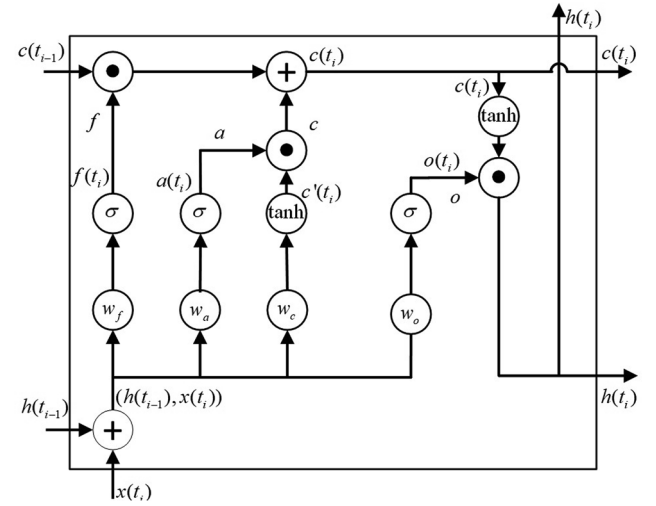 h(tᵢ)
c(tᵢ₋₁)
c(tᵢ)
c(tᵢ)
+
c(tᵢ)
tanh
f
a
c
o(tᵢ)
o
f(tᵢ)
a(tᵢ)
c'(tᵢ)
σ
σ
tanh
σ
w_f
w_a
w_c
w_o
(h(tᵢ₋₁), x(tᵢ))
h(tᵢ₋₁)
h(tᵢ)
+
x(tᵢ)